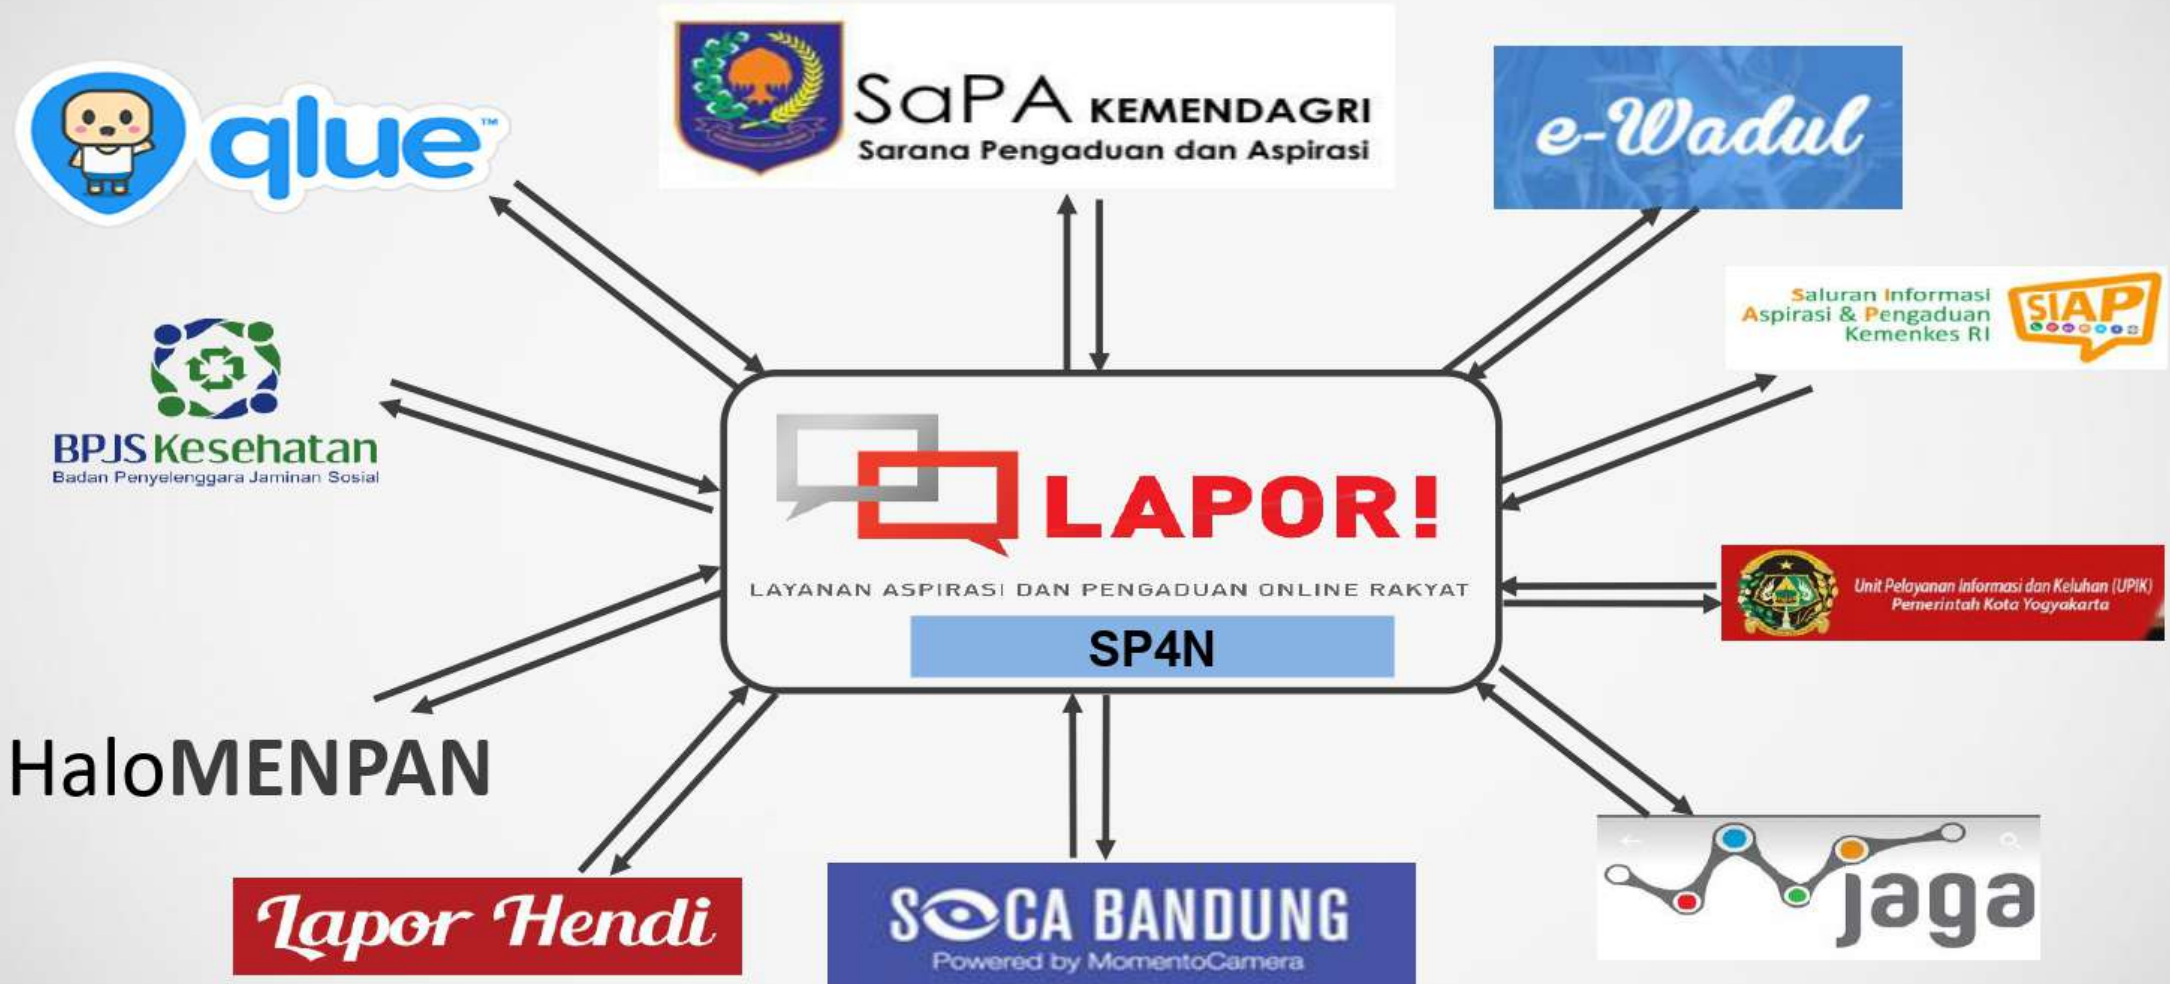 qlue™
SaPA KEMENDAGRI
Sarana Pengaduan dan Aspirasi
e-Wadul
Saluran Informasi
Aspirasi & Pengaduan
Kemenkes RI
SIAP
BPJS Kesehatan
Badan Penyelenggara Jaminan Sosial
LAPOR!
LAYANAN ASPIRASI DAN PENGADUAN ONLINE RAKYAT
SP4N
Unit Pelayanan Informasi dan Keluhan (UPIK)
Pemerintah Kota Yogyakarta
HaloMENPAN
Lapor Hendi
SOCA BANDUNG
Powered by MomentoCamera
jaga